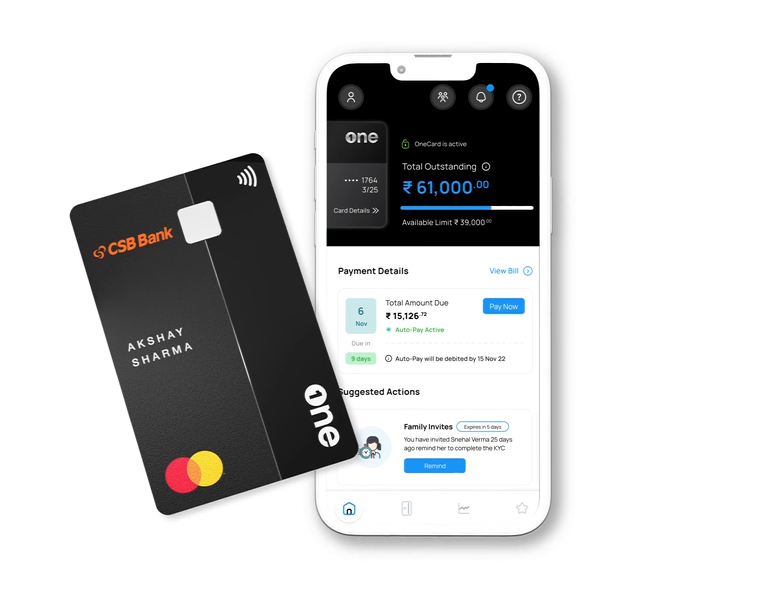 CSB Bank
AKSHAY
SHARMA
one
one
•••• 1764
3/25
Card Details
OneCard is active
Total Outstanding
₹ 61,000.00
Available Limit ₹ 39,000.00
Payment Details
View Bill
6
Nov
Due in
9 days
Total Amount Due
₹ 15,126.72
Auto-Pay Active
Pay Now
Auto-Pay will be debited by 15 Nov 22
Suggested Actions
Family Invites
Expires in 5 days
You have invited Snehal Verma 25 days
ago remind her to complete the KYC
Remind